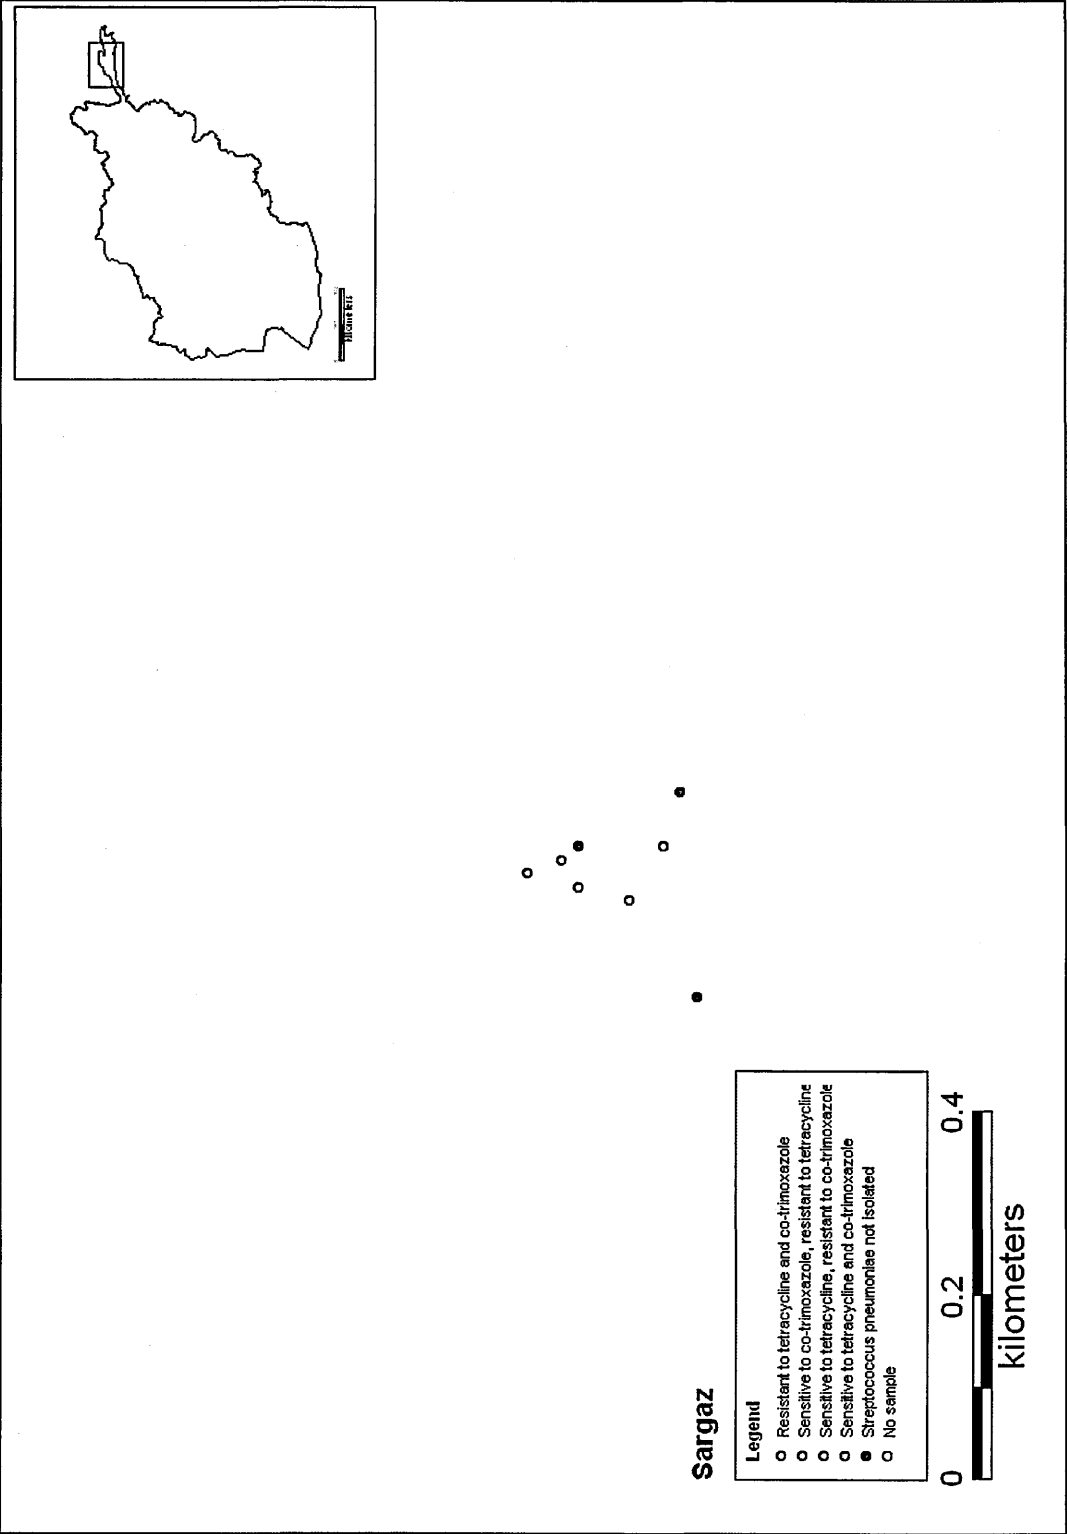 Sargaz
Legend
Resistant to tetracycline and co-trimoxazole
Sensitive to co-trimoxazole, resistant to tetracycline
Sensitive to tetracycline, resistant to co-trimoxazole
Sensitive to tetracycline and co-trimoxazole
Streptococcus pneumoniae not isolated
No sample
0 0.2 0.4
kilometers
kilometers